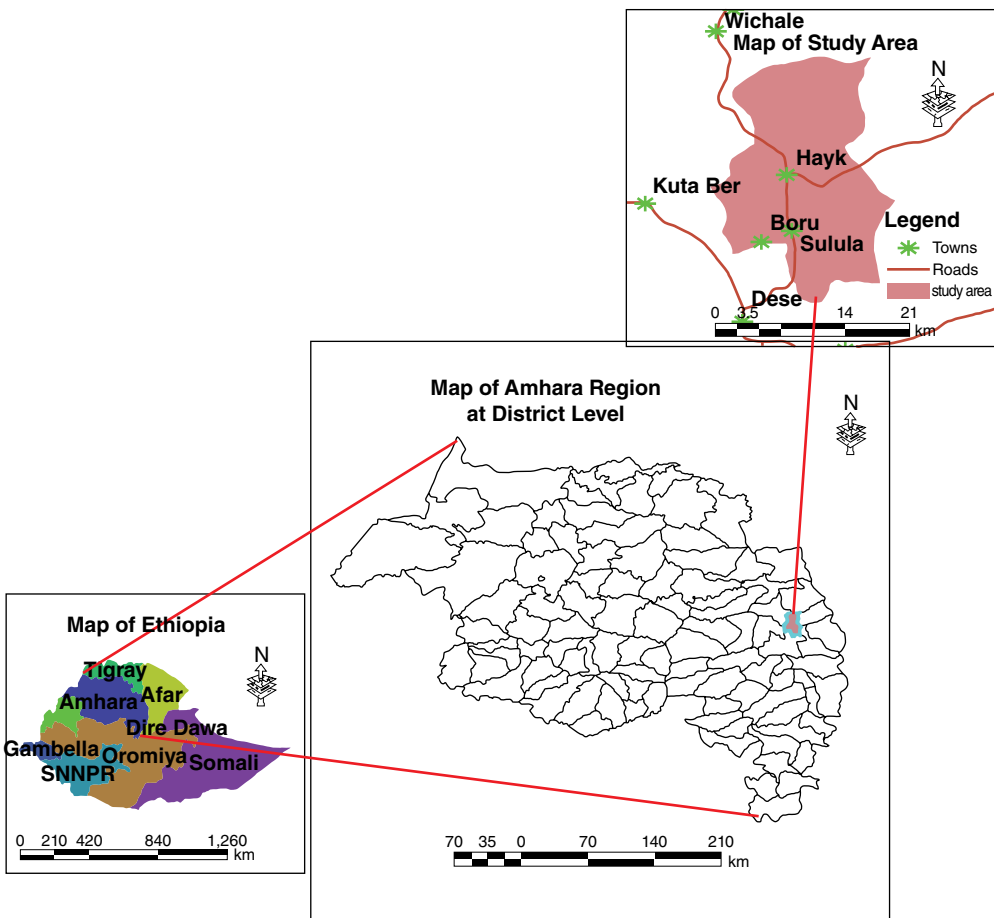 Wichale
Map of Study Area
N
Hayk
Kuta Ber
Boru
Sulula
Legend
Towns
Roads
study area
Dese
0 3.5 14 21
km
Map of Amhara Region
at District Level
N
70 35 0 70 140 210
km
Map of Ethiopia
N
Tigray
Amhara
Afar
Dire Dawa
Gambella
Oromiya
Somali
SNNPR
0 210 420 840 1,260
km